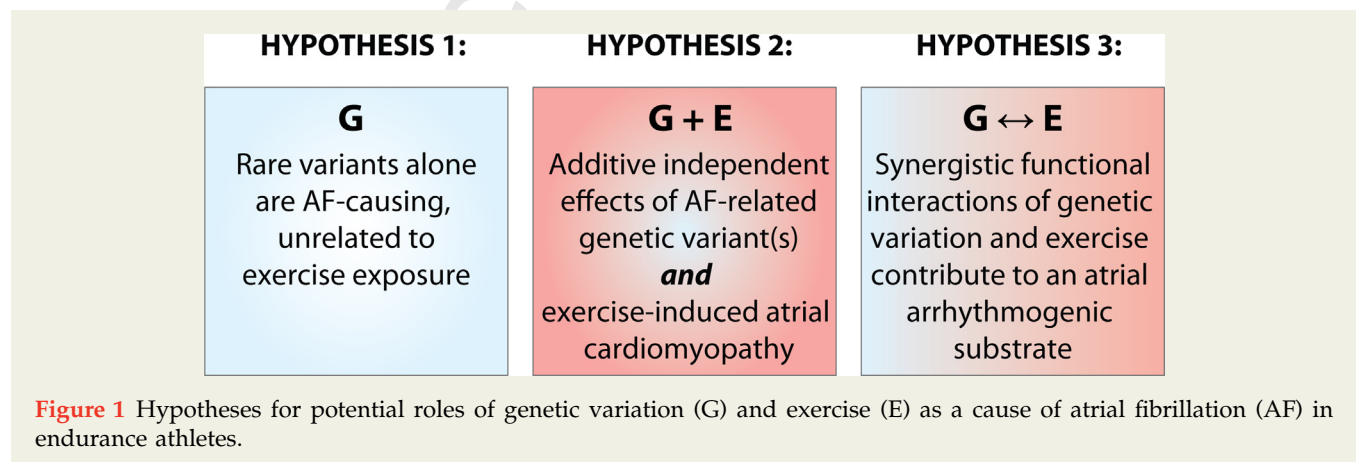 HYPOTHESIS 1:
G
Rare variants alone
are AF-causing,
unrelated to
exercise exposure
HYPOTHESIS 2:
G + E
Additive independent
effects of AF-related
genetic variant(s)
and
exercise-induced atrial
cardiomyopathy
HYPOTHESIS 3:
G ↔ E
Synergistic functional
interactions of genetic
variation and exercise
contribute to an atrial
arrhythmogenic
substrate
Figure 1 Hypotheses for potential roles of genetic variation (G) and exercise (E) as a cause of atrial fibrillation (AF) in
endurance athletes.